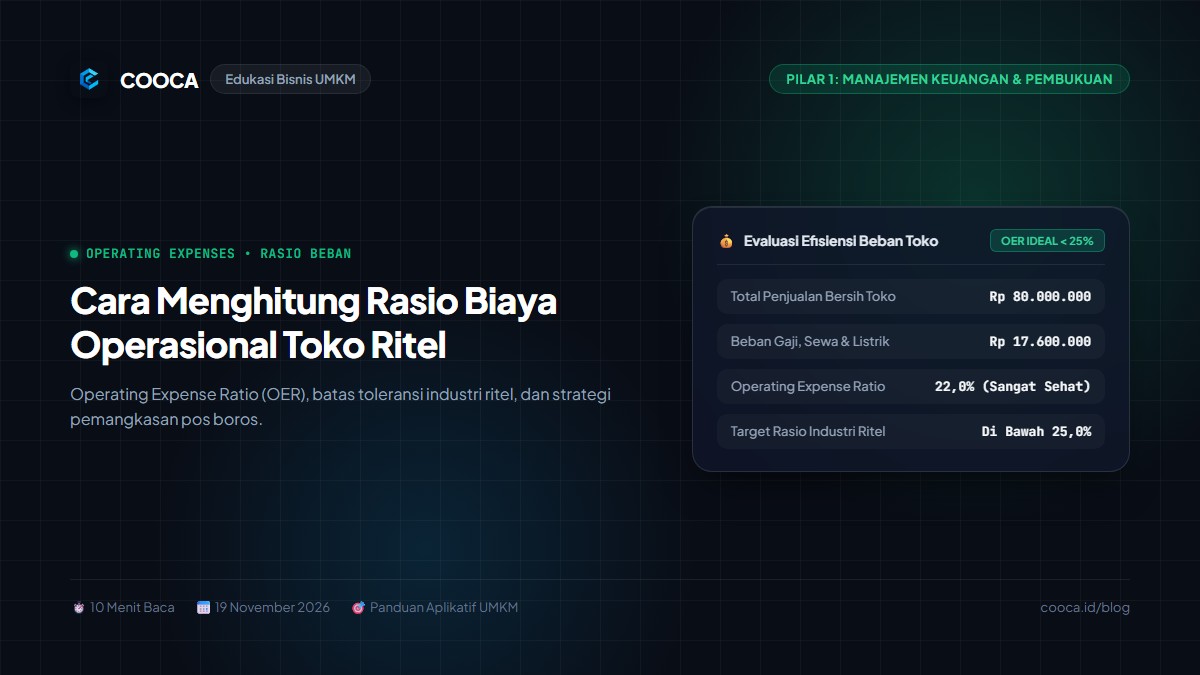 COOCA
Edukasi Bisnis UMKM
PILAR 1: MANAJEMEN KEUANGAN & PEMBUKUAN
OPERATING EXPENSES • RASIO BEBAN
Cara Menghitung Rasio Biaya
Operasional Toko Ritel
Operating Expense Ratio (OER), batas toleransi industri ritel, dan strategi
pemangkasan pos boros.
Evaluasi Efisiensi Beban Toko
OER IDEAL < 25%
Total Penjualan Bersih Toko Rp 80.000.000
Beban Gaji, Sewa & Listrik Rp 17.600.000
Operating Expense Ratio 22,0% (Sangat Sehat)
Target Rasio Industri Ritel Di Bawah 25,0%
10 Menit Baca
19 November 2026
Panduan Aplikatif UMKM
cooca.id/blog